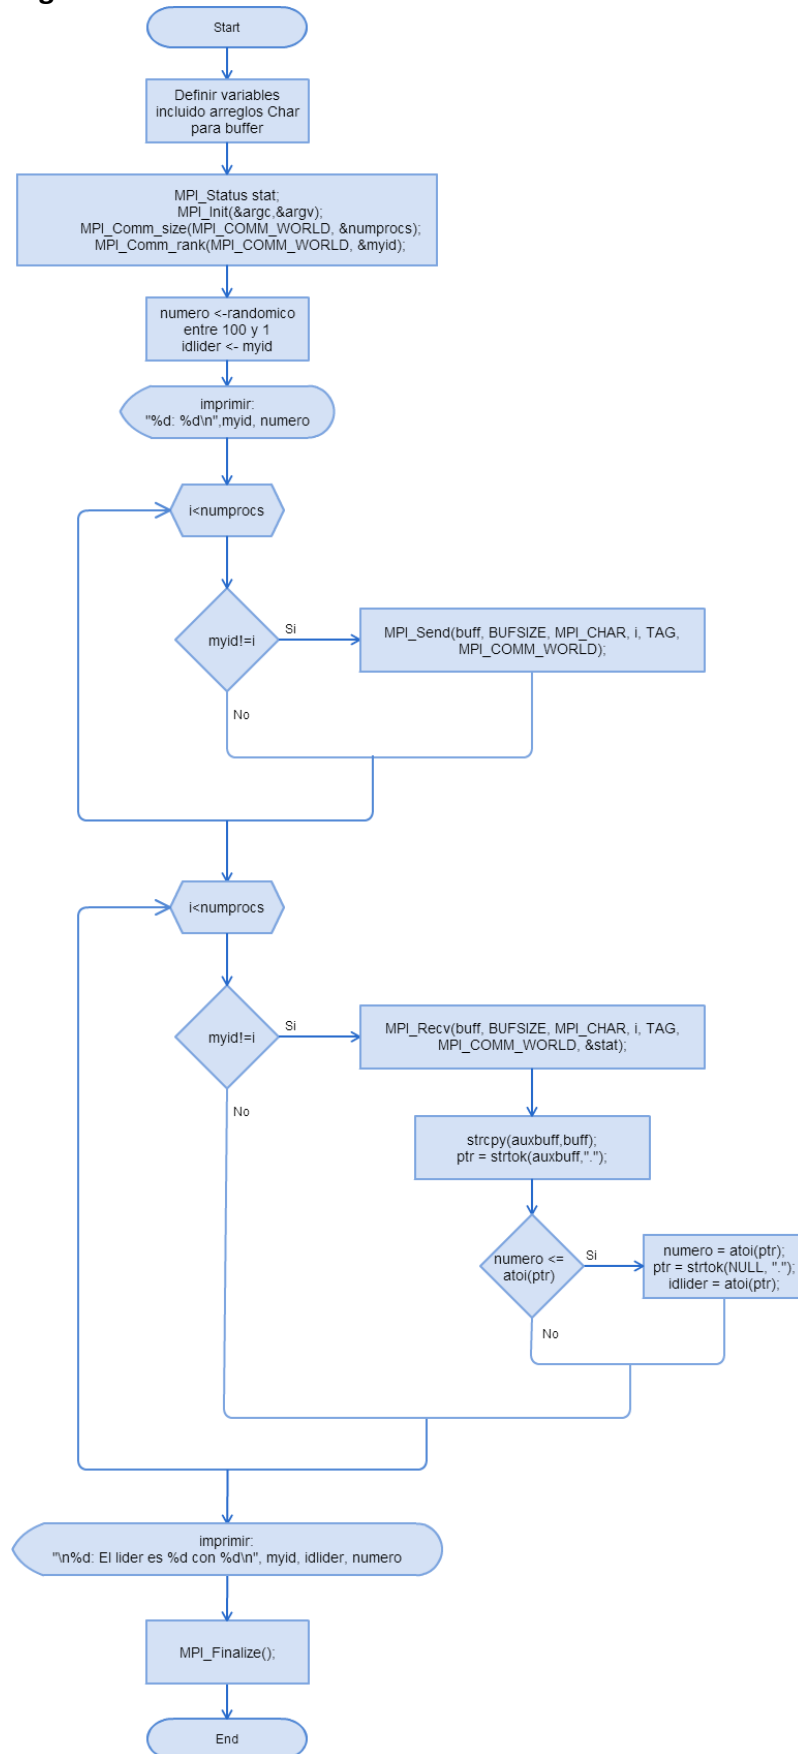 Start
Definir variables
incluido arreglos Char
para buffer
MPI_Status stat;
MPI_Init(&argc,&argv);
MPI_Comm_size(MPI_COMM_WORLD, &numprocs);
MPI_Comm_rank(MPI_COMM_WORLD, &myid);
numero <-randomico
entre 100 y 1
idlider <- myid
imprimir:
"%d: %d\n",myid, numero
i<numprocs
myid!=i
Si
MPI_Send(buff, BUFSIZE, MPI_CHAR, i, TAG,
MPI_COMM_WORLD);
No
i<numprocs
myid!=i
Si
MPI_Recv(buff, BUFSIZE, MPI_CHAR, i, TAG,
MPI_COMM_WORLD, &stat);
No
strcpy(auxbuff,buff);
ptr = strtok(auxbuff,".");
numero <=
atoi(ptr)
Si
numero = atoi(ptr);
ptr = strtok(NULL, ".");
idlider = atoi(ptr);
No
imprimir:
"\n%d: El lider es %d con %d\n", myid, idlider, numero
MPI_Finalize();
End